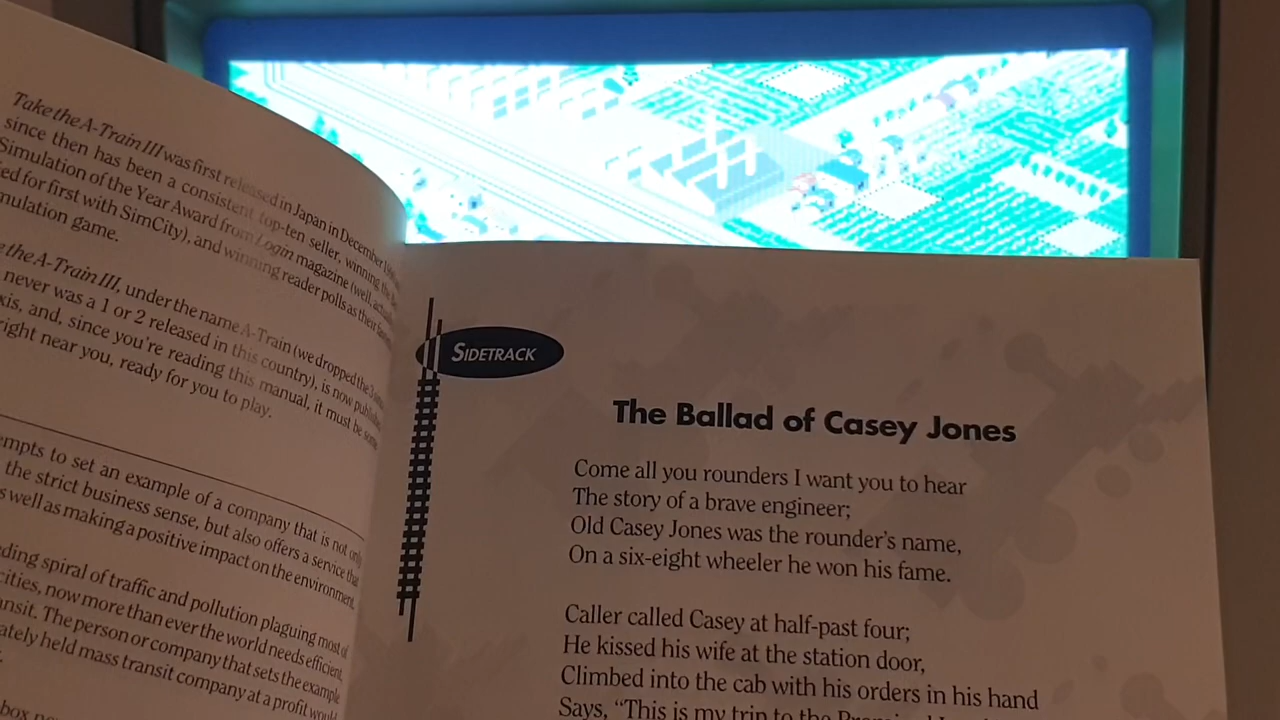 Take the A-Train III was first released in Japan in December
since then has been a consistent top-ten seller, winning the
Simulation of the Year Award from Login magazine (well,
for first with SimCity), and winning reader polls as their
simulation game.
the A-Train III, under the name A-Train (we dropped the 3
never was a 1 or 2 released in this country), is now
and, since you're reading this manual, it must be
right near you, ready for you to play.
to set an example of a company that is not only
the strict business sense, but also offers a service that
as well as making a positive impact on the environment.
spiral of traffic and pollution plaguing most of
cities, now more than ever the world needs efficient,
The person or company that sets the example
held mass transit company at a profit would
box
SIDETRACK
The Ballad of Casey Jones
Come all you rounders I want you to hear
The story of a brave engineer;
Old Casey Jones was the rounder's name,
On a six-eight wheeler he won his fame.
Caller called Casey at half-past four;
He kissed his wife at the station door,
Climbed into the cab with his orders in his hand
Says, "This is my trip to the